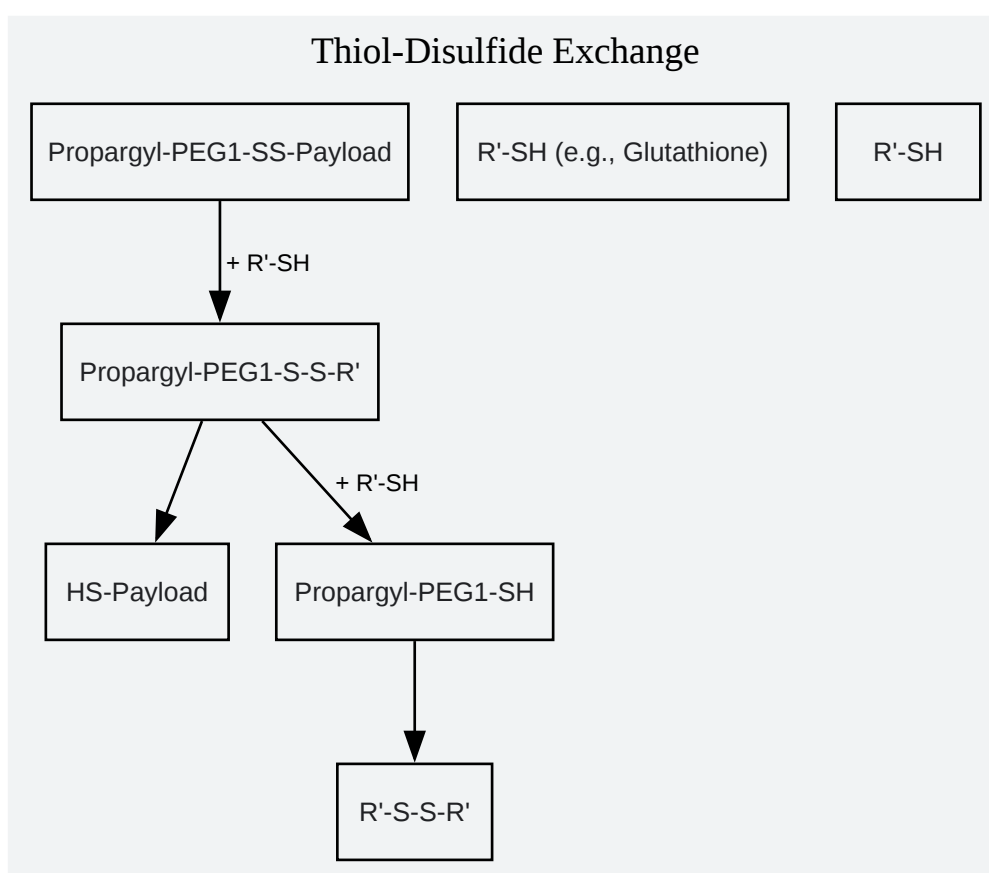 Thiol-Disulfide Exchange
Propargyl-PEG1-SS-Payload
R'-SH (e.g., Glutathione)
R'-SH
+ R'-SH
Propargyl-PEG1-S-S-R'
+ R'-SH
HS-Payload
Propargyl-PEG1-SH
R'-S-S-R'